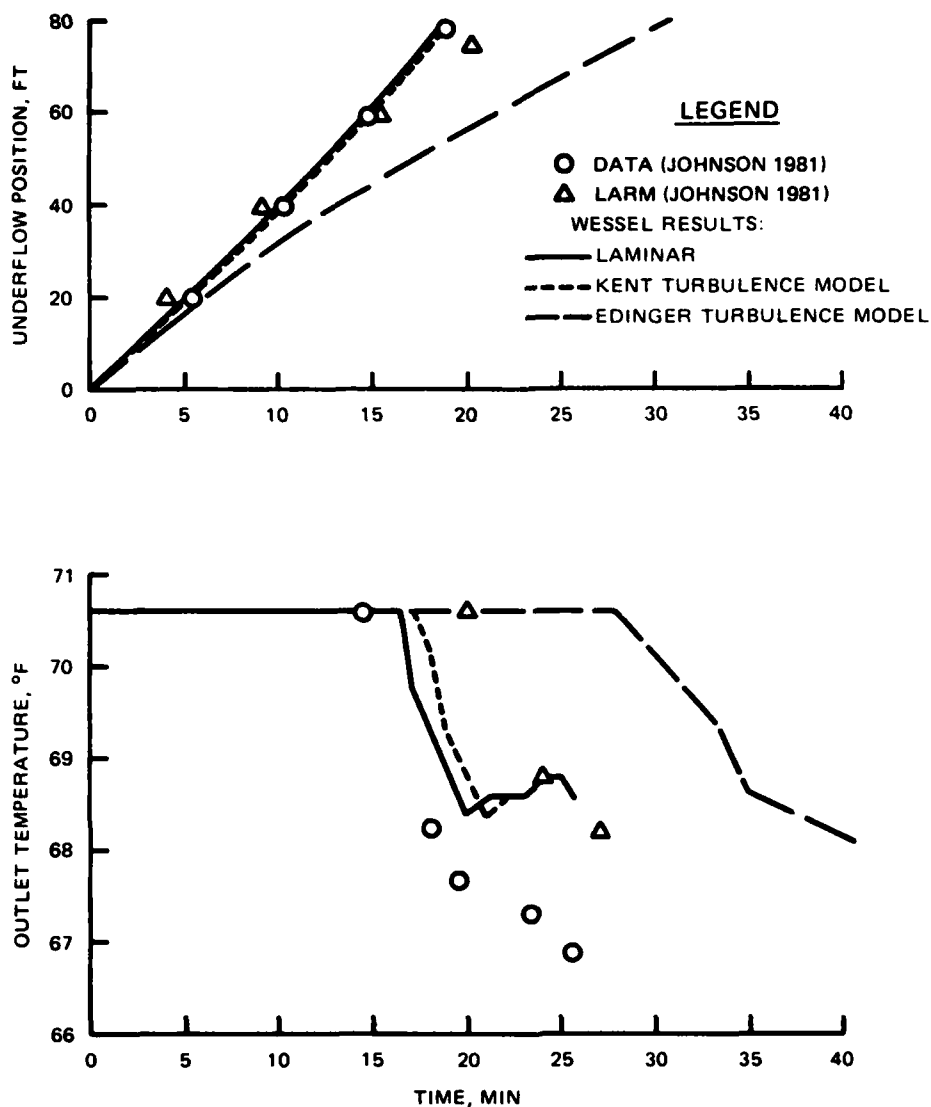 80
60
40
20
0
UNDERFLOW POSITION, FT
0 5 10 15 20 25 30 35 40
LEGEND
DATA (JOHNSON 1981)
LARM (JOHNSON 1981)
WESSEL RESULTS:
LAMINAR
KENT TURBULENCE MODEL
EDINGER TURBULENCE MODEL
71
70
69
68
67
66
OUTLET TEMPERATURE, °F
0 5 10 15 20 25 30 35 40
TIME, MIN